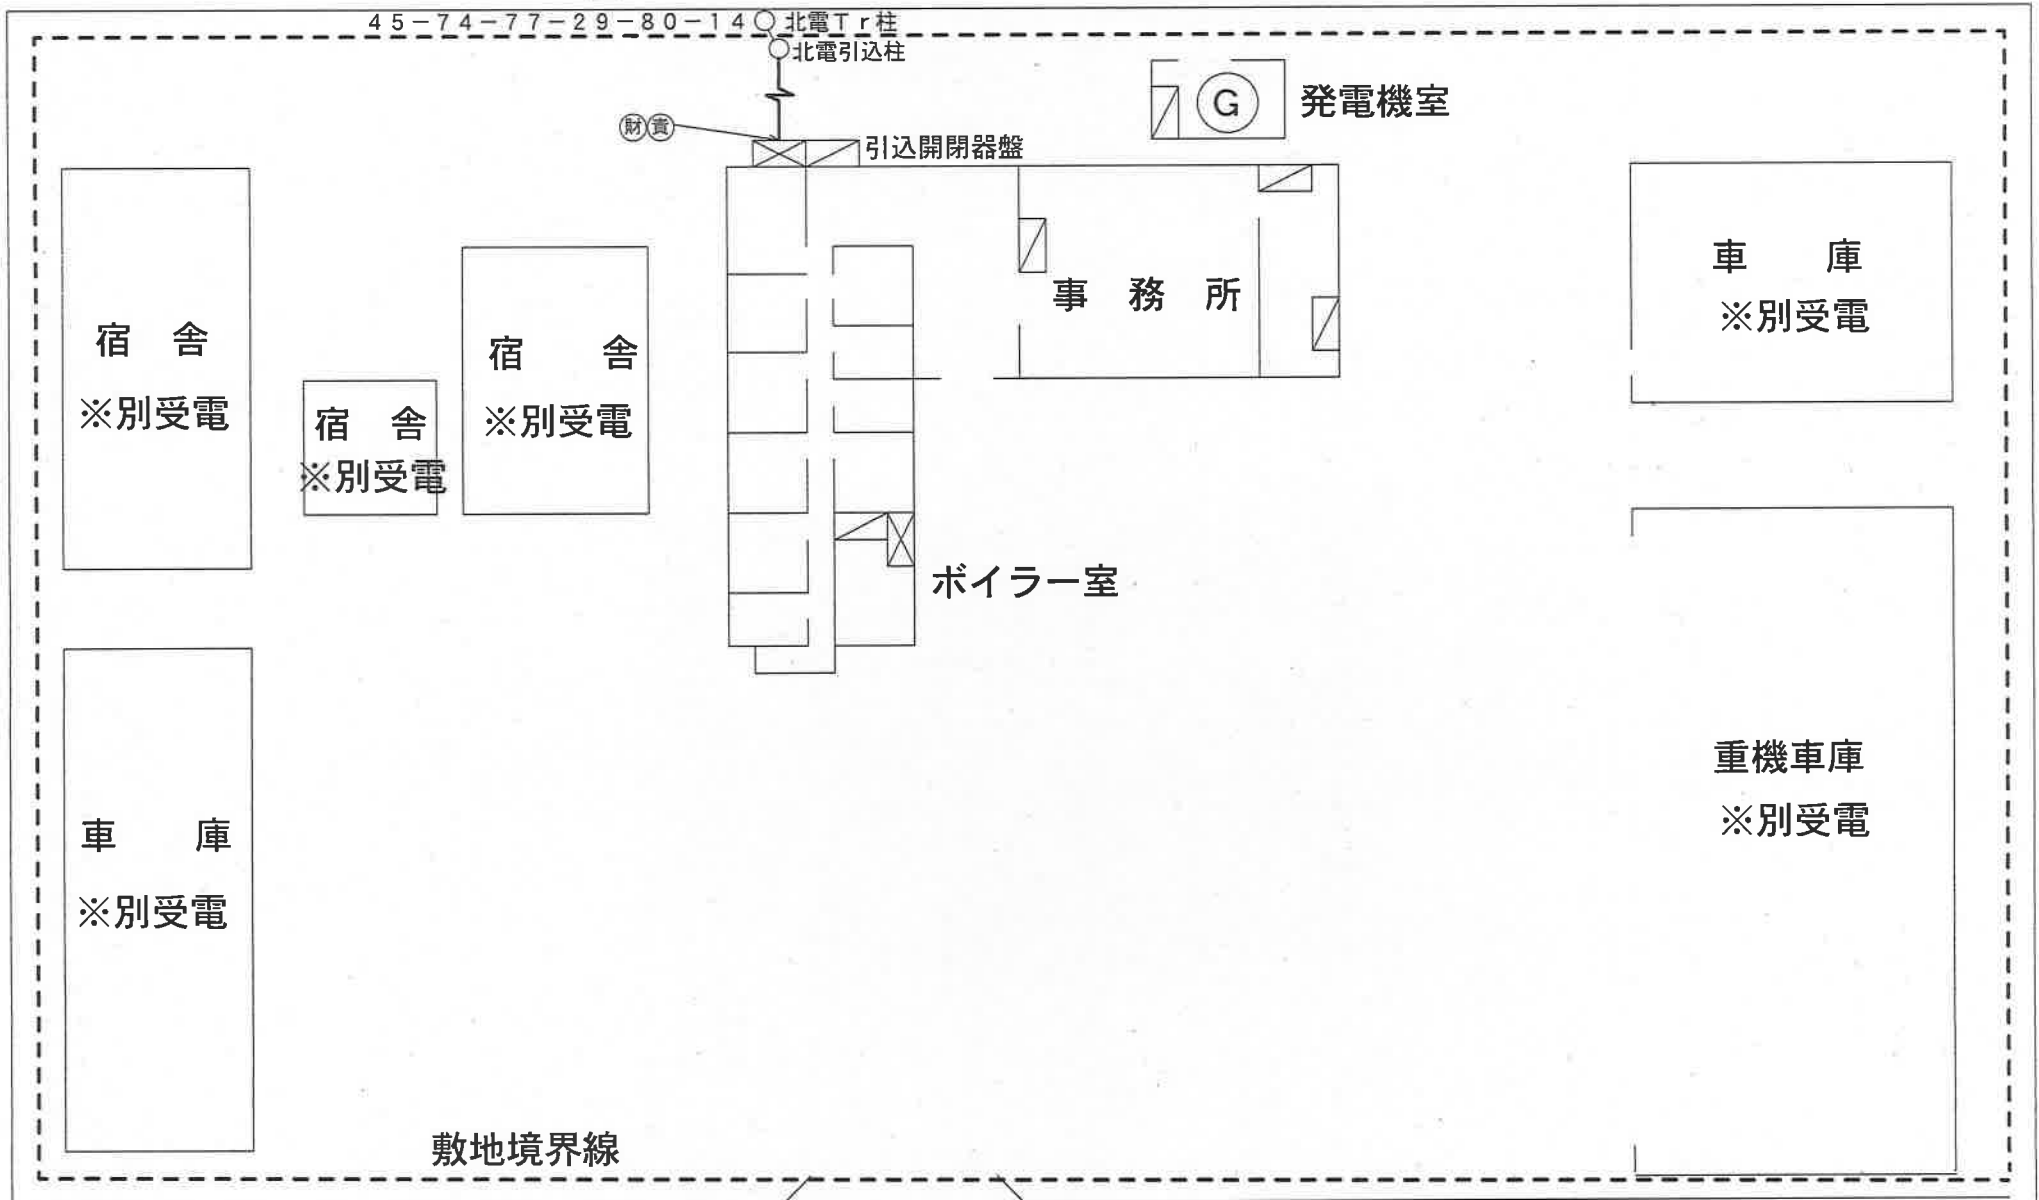 45-74-77-29-80-14 北電Tr柱
北電引込柱
財 責
引込開閉器盤
G
発電機室
宿 舎
※別受電
宿 舎
※別受電
宿 舎
※別受電
事 務 所
車 庫
※別受電
ボイラー室
重機車庫
※別受電
車 庫
※別受電
敷地境界線